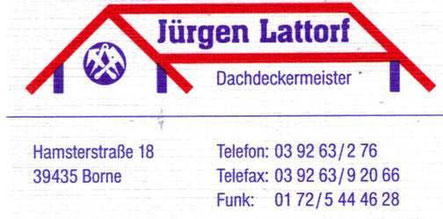 Jürgen Lattorf
Dachdeckermeister
Hamsterstraße 18
39435 Borne
Telefon: 03 92 63/2 76
Telefax: 03 92 63/9 20 66
Funk: 01 72/5 44 46 28